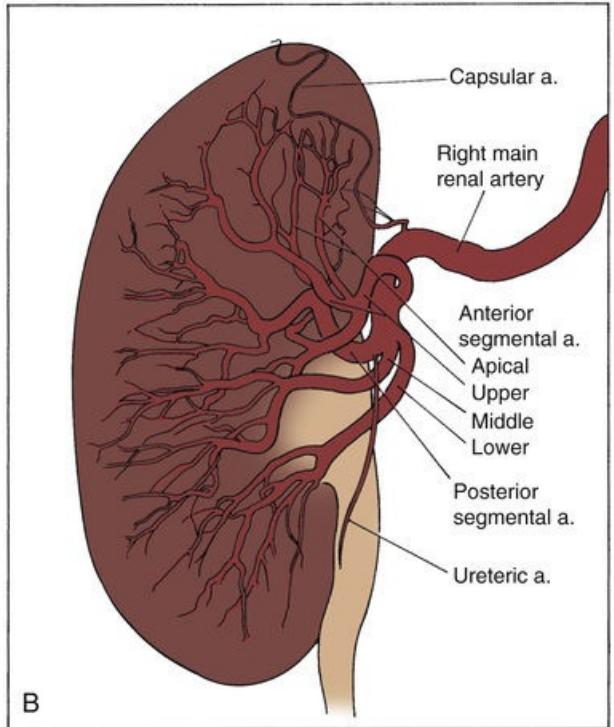 Capsular a.
Right main
renal artery
Anterior
segmental a.
Apical
Upper
Middle
Lower
Posterior
segmental a.
Ureteric a.
B